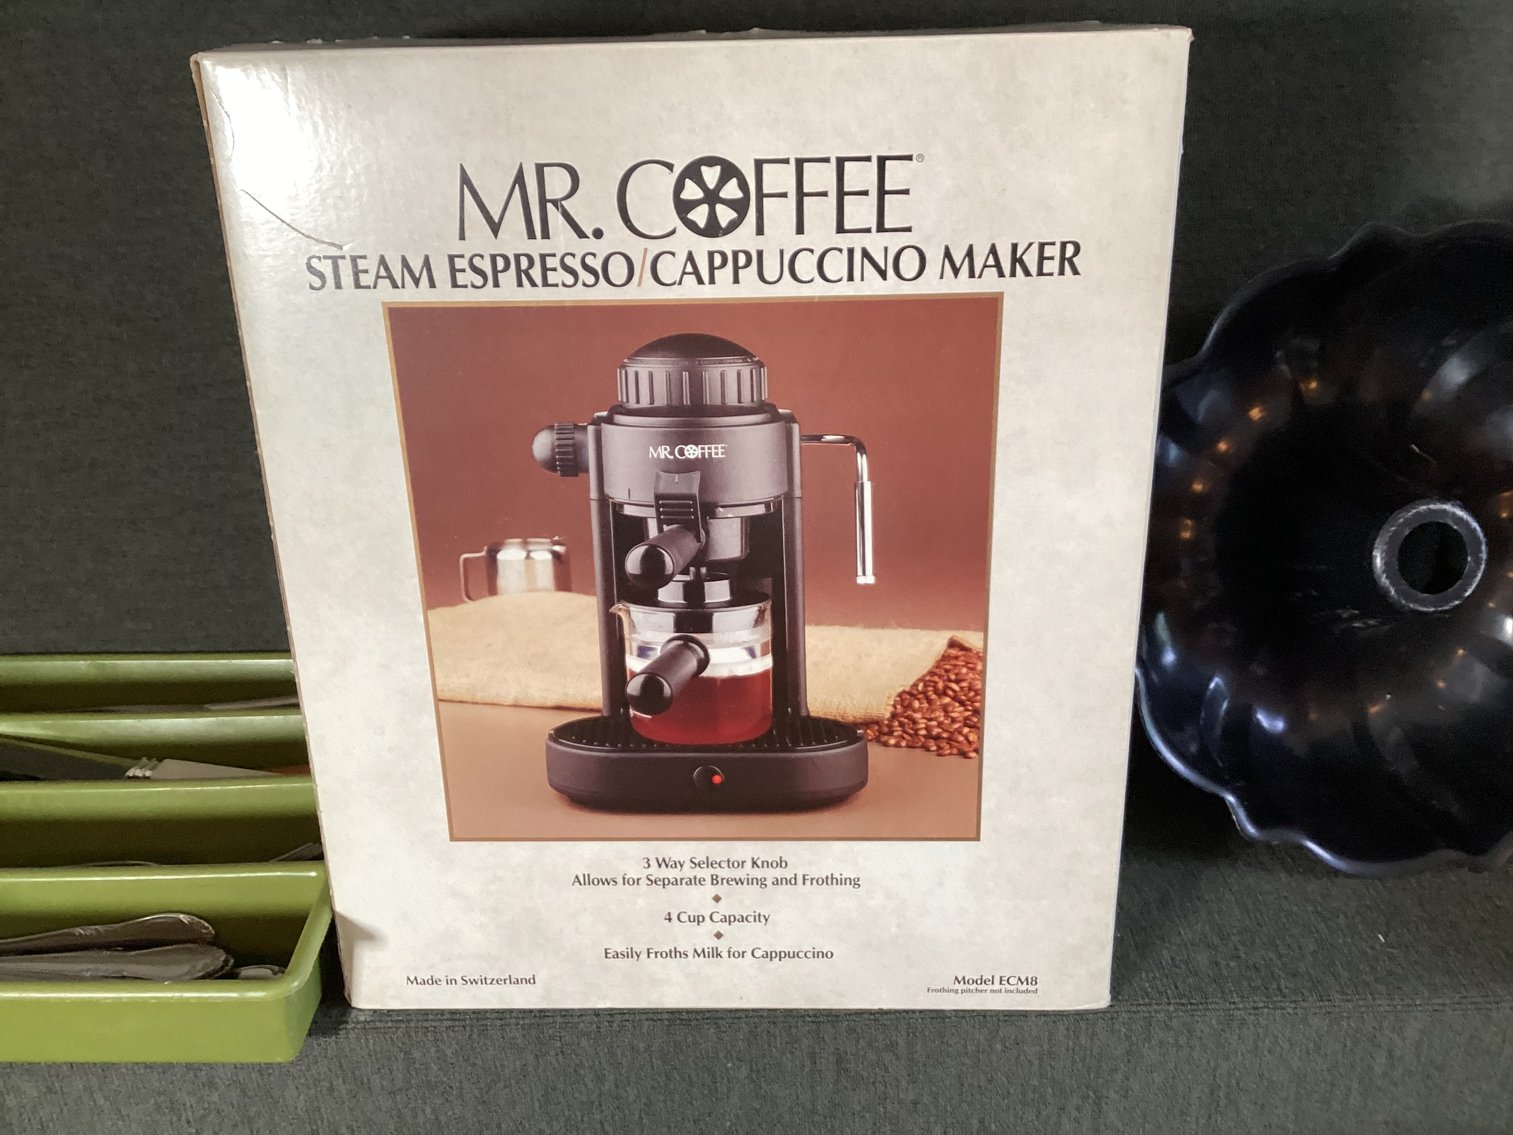 MR. COFFEE®
STEAM ESPRESSO/CAPPUCCINO MAKER
MR. COFFEE
3 Way Selector Knob
Allows for Separate Brewing and Frothing
4 Cup Capacity
Easily Froths Milk for Cappuccino
Made in Switzerland
Model ECM8
Frothing pitcher not included